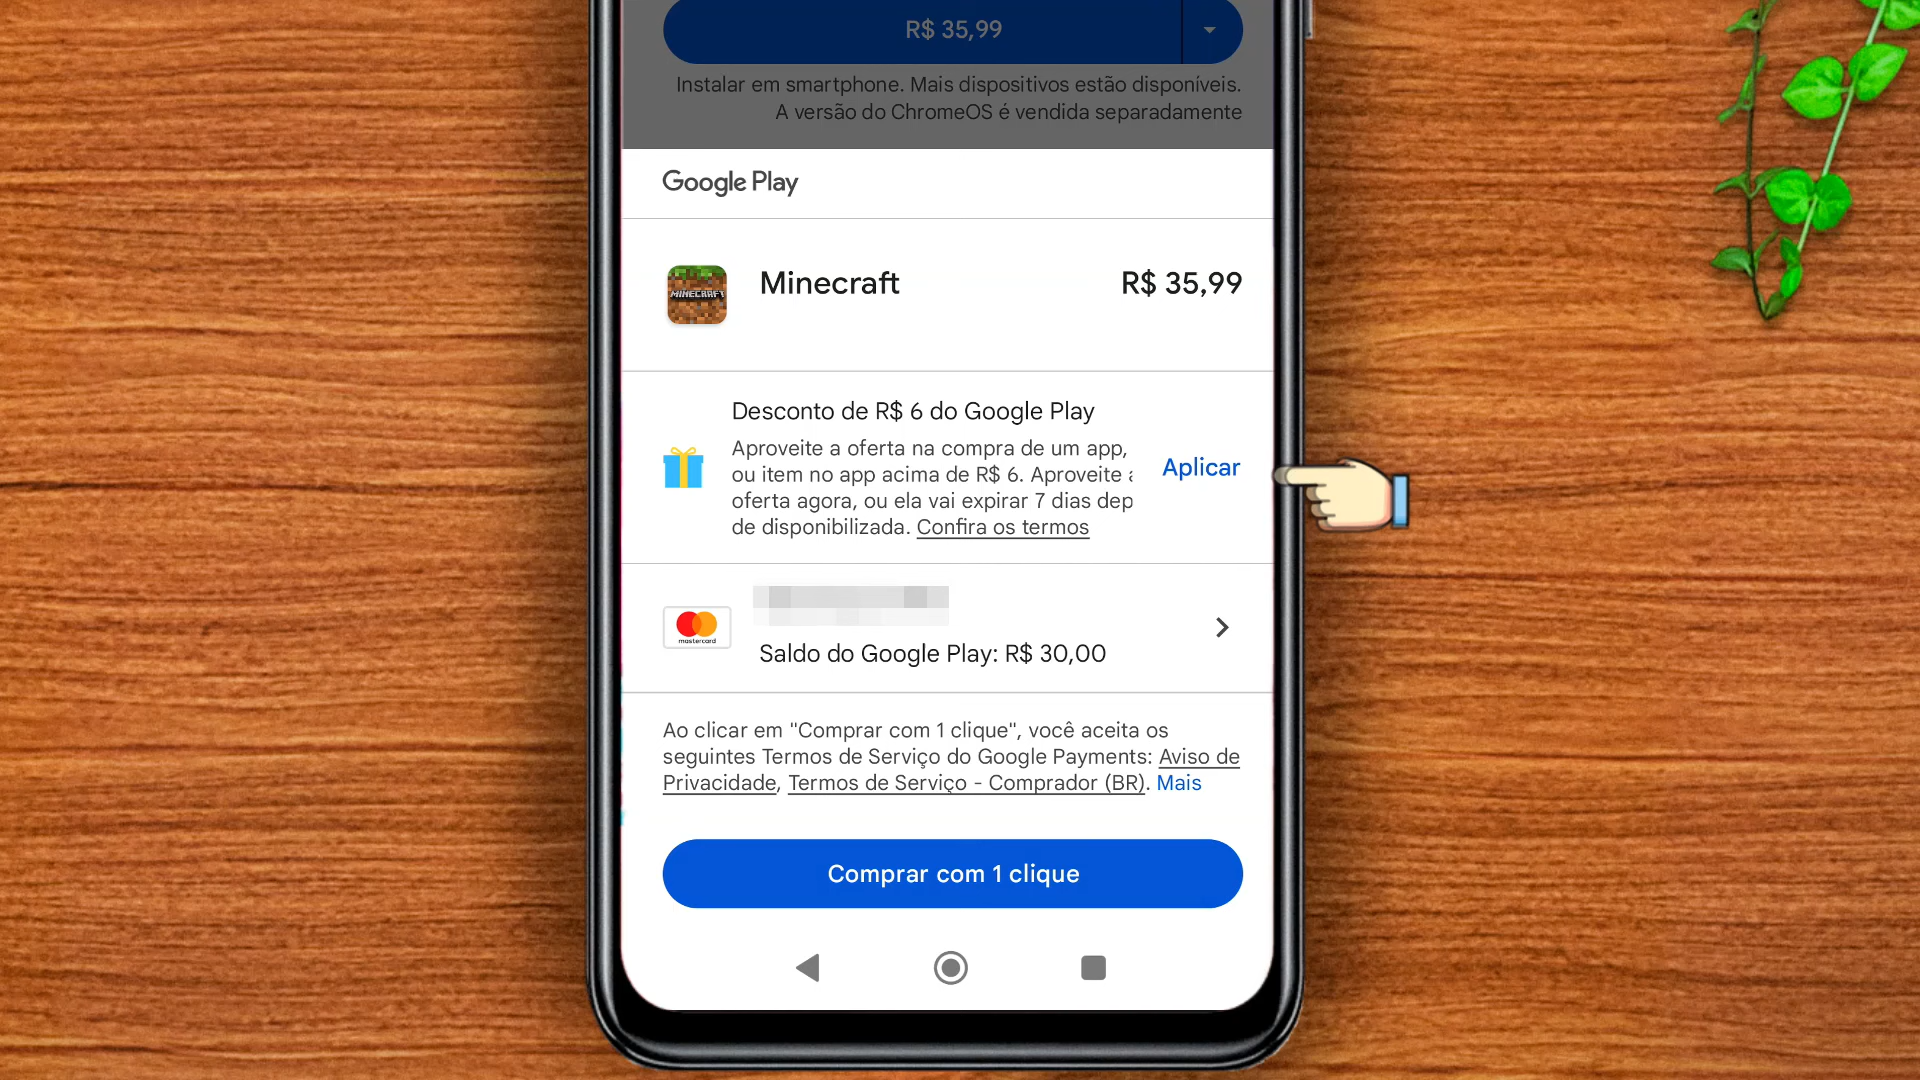 R$ 35,99
Instalar em smartphone. Mais dispositivos estão disponíveis.
A versão do ChromeOS é vendida separadamente
Google Play
MINECRAFT
Minecraft
R$ 35,99
Desconto de R$ 6 do Google Play
Aproveite a oferta na compra de um app,
ou item no app acima de R$ 6. Aproveite
oferta agora, ou ela vai expirar 7 dias dep
de disponibilizada. Confira os termos
Aplicar
mastercard
Saldo do Google Play: R$ 30,00
Ao clicar em "Comprar com 1 clique", você aceita os
seguintes Termos de Serviço do Google Payments: Aviso de
Privacidade, Termos de Serviço - Comprador (BR). Mais
Comprar com 1 clique